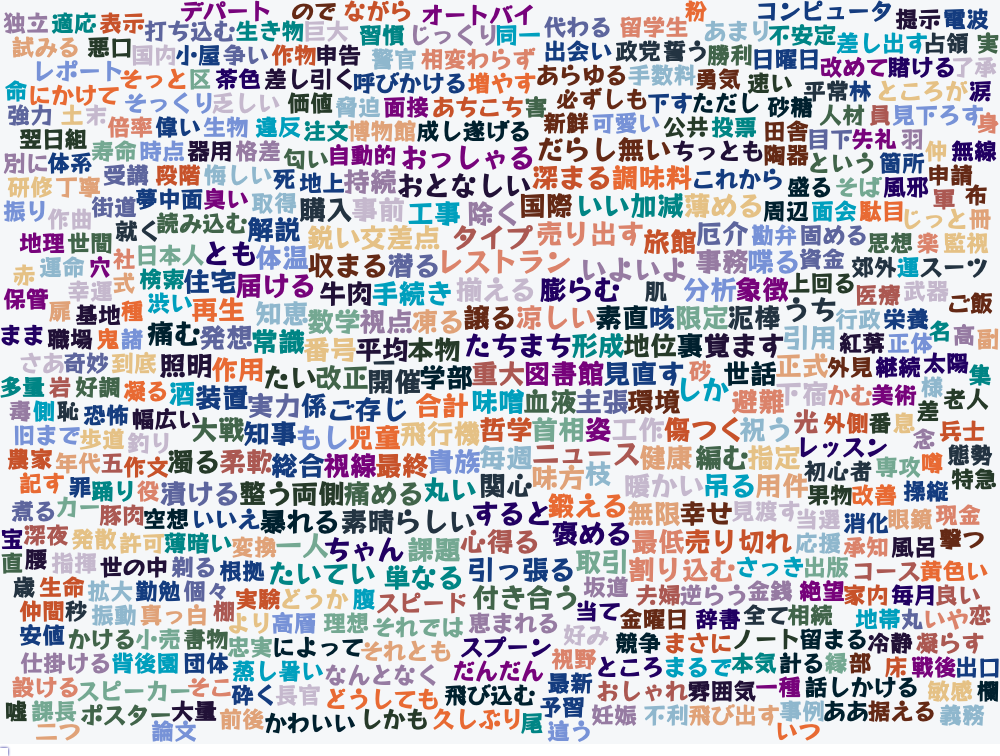 デパート ので ながら オートバイ 粉 コンピュータ
独立 適応 表示 打ち込む 生き物 巨大 習慣 じっくり 同一 代わる 留学生 あまり 不安定 差し出す 占領 提示 電波
試みる 悪口 国内 小屋 争い 作物 申告 警官 相変わらず 出会い 政党 誓う 勝利 日曜日 改めて 賭ける 了承 実
レポート そっと 区 茶色 差し引く 呼びかける 増やす あらゆる 手数料 勇気 速い 平常 林 ところが 涙
命 にかけて そっくり 乏しい 価値 脅迫 面接 あちこち 害 必ずしも 下す ただし 砂糖 人材 員 見下ろす 身
強力 土 末 倍率 偉い 生物 違反 注文 博物館 成し遂げる 新鮮 可愛い 公共 投票 田舎 目下 失礼 羽
翌日 組 寿命 時点 器用 格差 匂い 自動的 おっしゃる だらし無い ちっとも 陶器 という 箇所 仲 無線
別に 体系 受講 段階 悔しい 死 地上 持続 おとなしい 深まる 調味料 これから 盛る そば 風邪 申請
研修 丁寧 街道 夢中 面 臭い 取得 購入 事前 工事 除く 国際 いい加減 薄める 周辺 面会 駄目 軍 布
振り 作曲 就く 読み込む 解説 鋭い 交差点 タイプ 売り出す 旅館 厄介 勘弁 固める 思想 楽 じっと 冊 監視
地理 世間 社 日本人 とも 体温 収まる 潜る レストラン いよいよ 事務 喋る 資金 郊外 運 スーツ
赤 運命 穴 式 検索 住宅 届ける 牛肉 手続き 揃える 膨らむ 肌 分析 象徴 上回る 医療 武器 ご飯
保管 幸運 扉 基地 種 渋い 再生 知恵 数学 視点 凍る 譲る 涼しい 素直 咳 限定 泥棒 うち 行政 栄養 名
まま 職場 鬼 諸 痛む 発想 常識 番号 平均 本物 たちまち 形成 地位 裏 覚ます 引用 紅葉 正体 高 副
さあ 奇妙 到底 照明 作用 たい 改正 開催 学部 重大 図書館 見直す 砂 世話 正式 外見 継続 太陽 集
多量 岩 好調 凝る 酒 装置 実力 係 ご存じ 合計 味噌 血液 主張 環境 しか 避難 下宿 かむ 美術 様 老人
毒 側 恥 恐怖 幅広い 大戦 知事 もし 児童 飛行機 哲学 首相 姿 工作 傷つく 祝う 光 外側 番 息 差
旧 まで 歩道 釣り 総合 視線 最終 貴族 毎週 ニュース 健康 編む 指定 レッスン 念 兵士
農家 年代 五 作文 濁る 柔軟 関心 味方 枝 暖かい 吊る 用件 初心者 専攻 噂 態勢
記す 罪 踊り 役 漬ける 整う 両側 痛める 丸い 鍛える 無限 幸せ 見渡す 果物 改善 操縦 特急
煮る カー 豚肉 空想 いいえ 暴れる 素晴らしい すると 褒める 当選 消化 眼鏡 現金
宝 深夜 発散 許可 薄暗い 変換 一人 ちゃん 課題 心得る 取引 最低 売り切れ 応援 承知 風呂 撃つ
直 腰 指揮 世の中 剃る 根拠 たいてい 単なる 引っ張る 割り込む さっき 出版 コース 黄色い
歳 生命 拡大 勤勉 個々 実験 どうか 腹 スピード 付き合う 坂道 夫婦 逆らう 金銭 絶望 家内 毎月 良い
仲間 秒 振動 真っ白 棚 より 高層 理想 それでは 恵まれる 当て 金曜日 辞書 全て 相続 地帯 丸い や 恋
安値 かける 小売 書物 忠実 によって それとも スプーン 好み 競争 まさに ノート 留まる 冷静 凝らす
仕掛ける 背後 園 団体 蒸し暑い なんとなく だんだん 視野 ところ まるで 本気 計る 緑 部 床 戦後 出口
設ける スピーカー そこ 砕く 長官 どうしても 飛び込む 最新 おしゃれ 雰囲気 一種 話しかける 敏感 欄
嘘 課長 ポスター 大量 前後 かわいい しかも 久しぶり 尾 予習 妊娠 不利 飛び出す 事例 ああ 据える 義務
二つ 論文 違う いつ